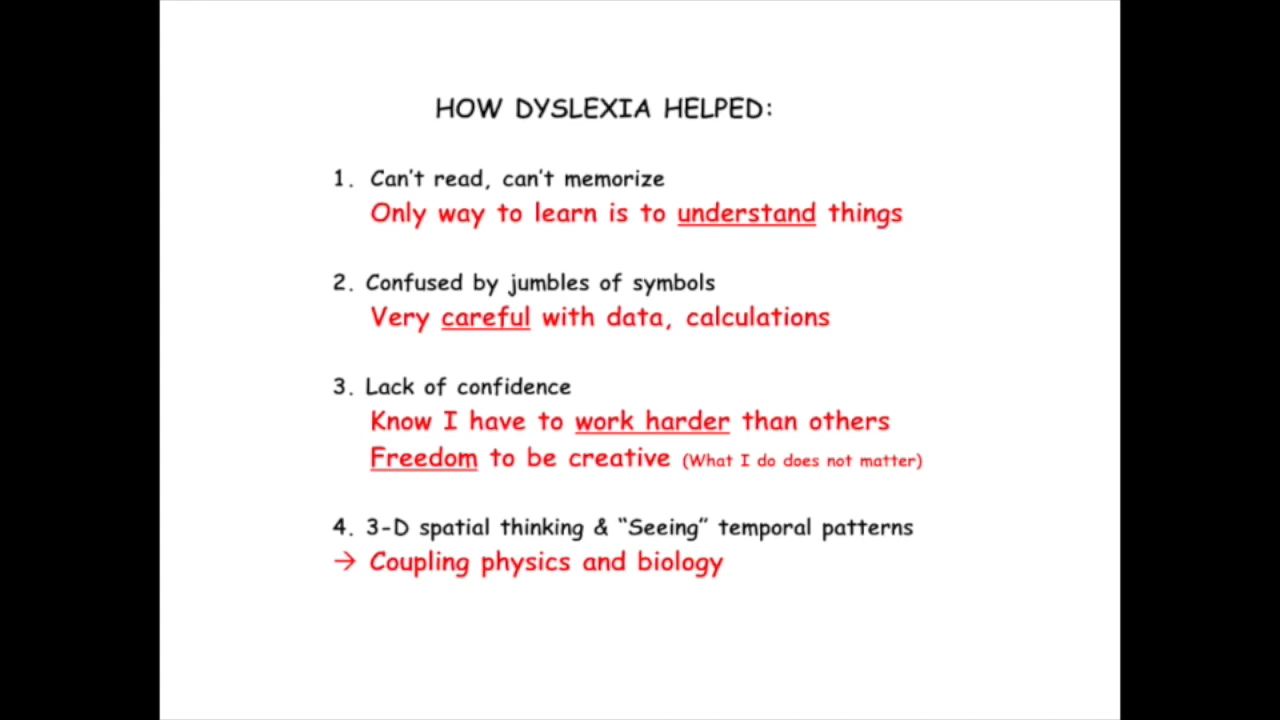 HOW DYSLEXIA HELPED:
1. Can't read, can't memorize
Only way to learn is to understand things
2. Confused by jumbles of symbols
Very careful with data, calculations
3. Lack of confidence
Know I have to work harder than others
Freedom to be creative (What I do does not matter)
4. 3-D spatial thinking & “Seeing” temporal patterns
→ Coupling physics and biology